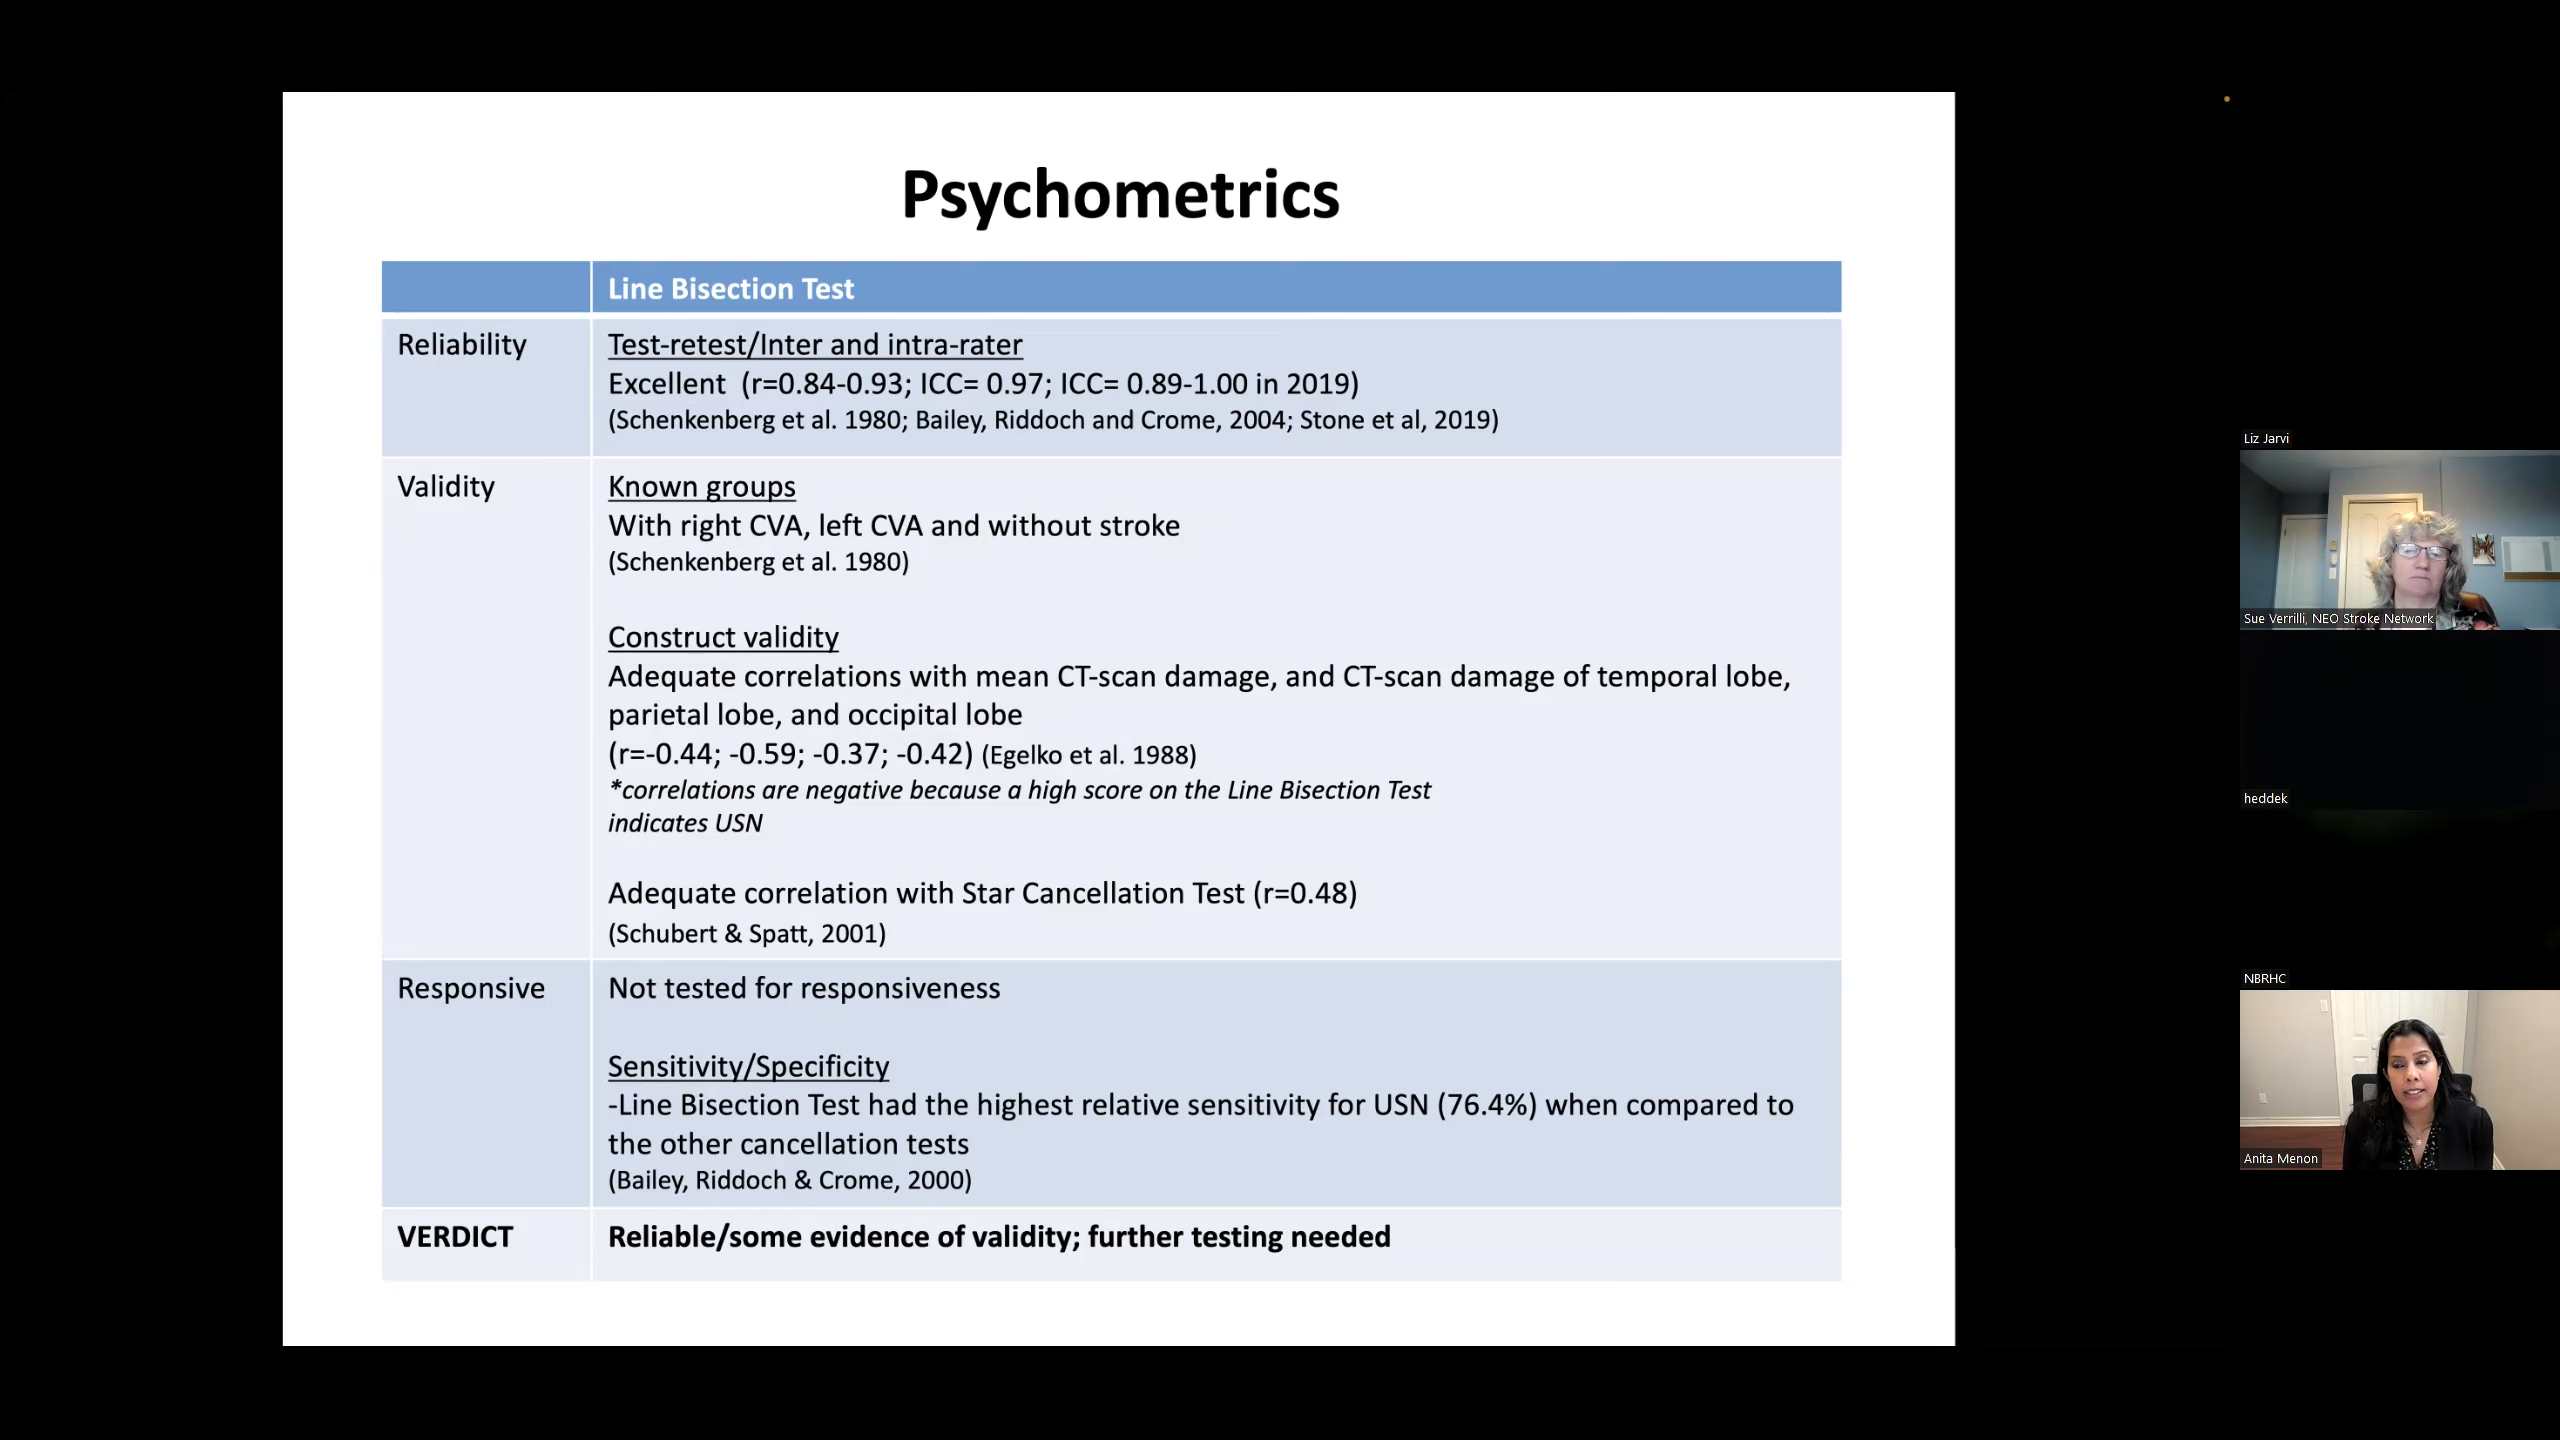 Psychometrics
Line Bisection Test
Reliability
Test-retest/Inter and intra-rater
Excellent (r=0.84-0.93; ICC= 0.97; ICC= 0.89-1.00 in 2019)
(Schenkenberg et al. 1980; Bailey, Riddoch and Crome, 2004; Stone et al, 2019)
Validity
Known groups
With right CVA, left CVA and without stroke
(Schenkenberg et al. 1980)
Construct validity
Adequate correlations with mean CT-scan damage, and CT-scan damage of temporal lobe,
parietal lobe, and occipital lobe
(r=-0.44; -0.59; -0.37; -0.42) (Egelko et al. 1988)
*correlations are negative because a high score on the Line Bisection Test
indicates USN
Adequate correlation with Star Cancellation Test (r=0.48)
(Schubert & Spatt, 2001)
Responsive
Not tested for responsiveness
Sensitivity/Specificity
-Line Bisection Test had the highest relative sensitivity for USN (76.4%) when compared to
the other cancellation tests
(Bailey, Riddoch & Crome, 2000)
VERDICT
Reliable/some evidence of validity; further testing needed
Liz Jarvi
Sue Verrilli, NEO Stroke Network
heddek
NBRHC
Anita Menon